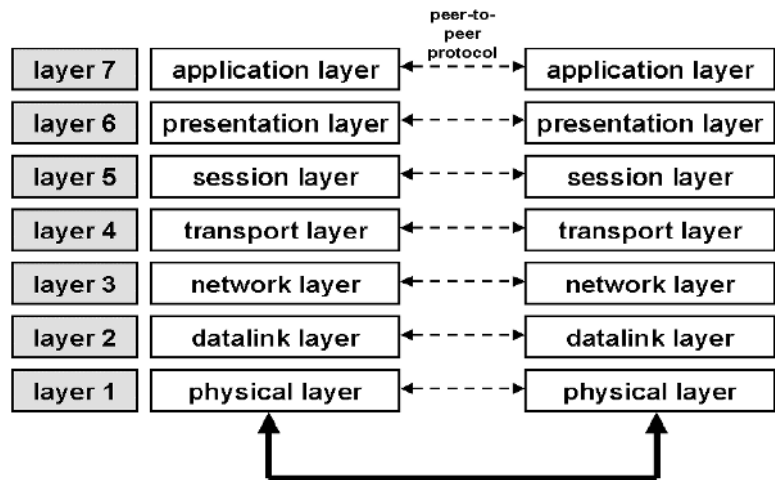 peer-to-
peer
protocol
layer 7 application layer application layer
layer 6 presentation layer presentation layer
layer 5 session layer session layer
layer 4 transport layer transport layer
layer 3 network layer network layer
layer 2 datalink layer datalink layer
layer 1 physical layer physical layer